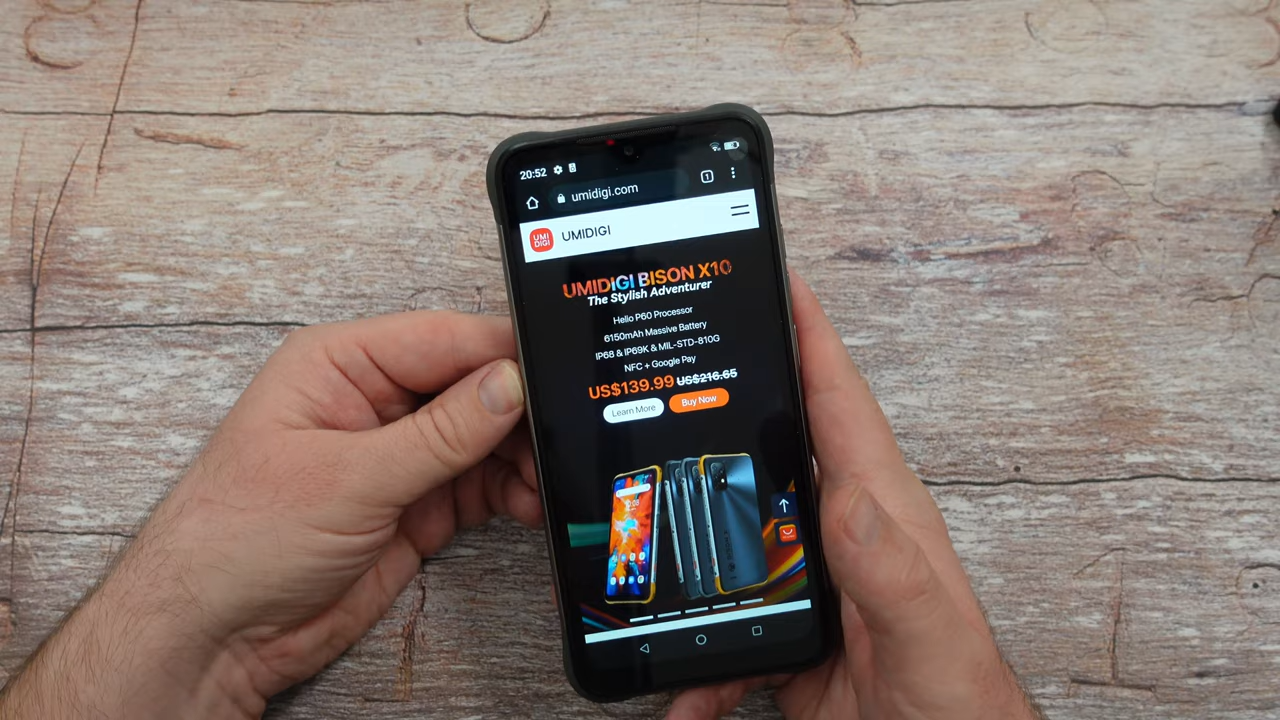 20:52
umidigi.com
1
UMI
DIGI
UMIDIGI
UMIDIGI BISON X10
The Stylish Adventurer
Helio P60 Processor
6150mAh Massive Battery
IP68 & IP69K & MIL-STD-810G
NFC + Google Pay
US$139.99 US$216.65
Learn More
Buy Now